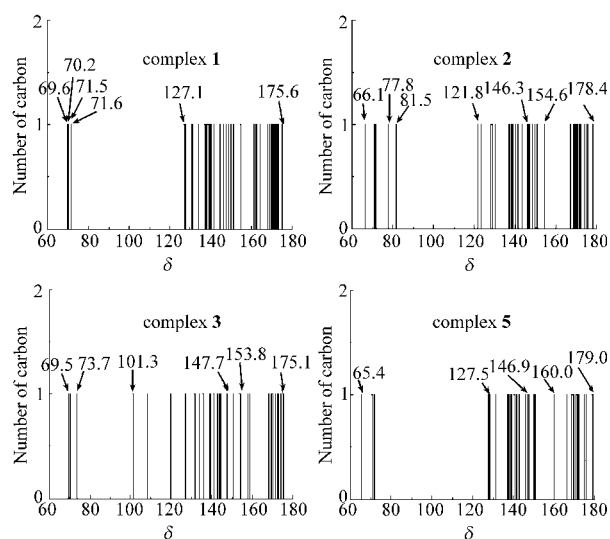 2
1
0
Number of carbon
complex 1
69.6
70.2
71.5
71.6
127.1
175.6
60 80 100 120 140 160 180
δ
2
1
0
Number of carbon
complex 2
66.1
77.8
81.5
121.8
146.3
154.6
178.4
60 80 100 120 140 160 180
δ
2
1
0
Number of carbon
complex 3
69.5
73.7
101.3
147.7
153.8
175.1
60 80 100 120 140 160 180
δ
2
1
0
Number of carbon
complex 5
65.4
127.5
146.9
160.0
179.0
60 80 100 120 140 160 180
δ